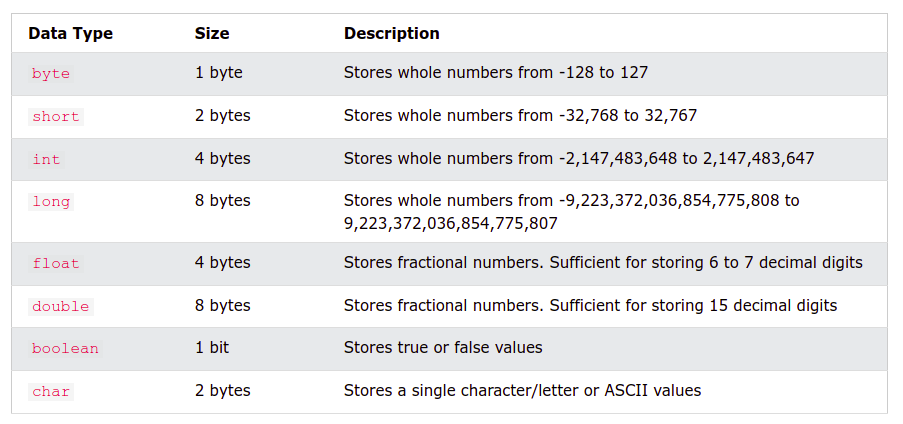 Data Type Size Description
byte 1 byte Stores whole numbers from -128 to 127
short 2 bytes Stores whole numbers from -32,768 to 32,767
int 4 bytes Stores whole numbers from -2,147,483,648 to 2,147,483,647
long 8 bytes Stores whole numbers from -9,223,372,036,854,775,808 to
9,223,372,036,854,775,807
float 4 bytes Stores fractional numbers. Sufficient for storing 6 to 7 decimal digits
double 8 bytes Stores fractional numbers. Sufficient for storing 15 decimal digits
boolean 1 bit Stores true or false values
char 2 bytes Stores a single character/letter or ASCII values